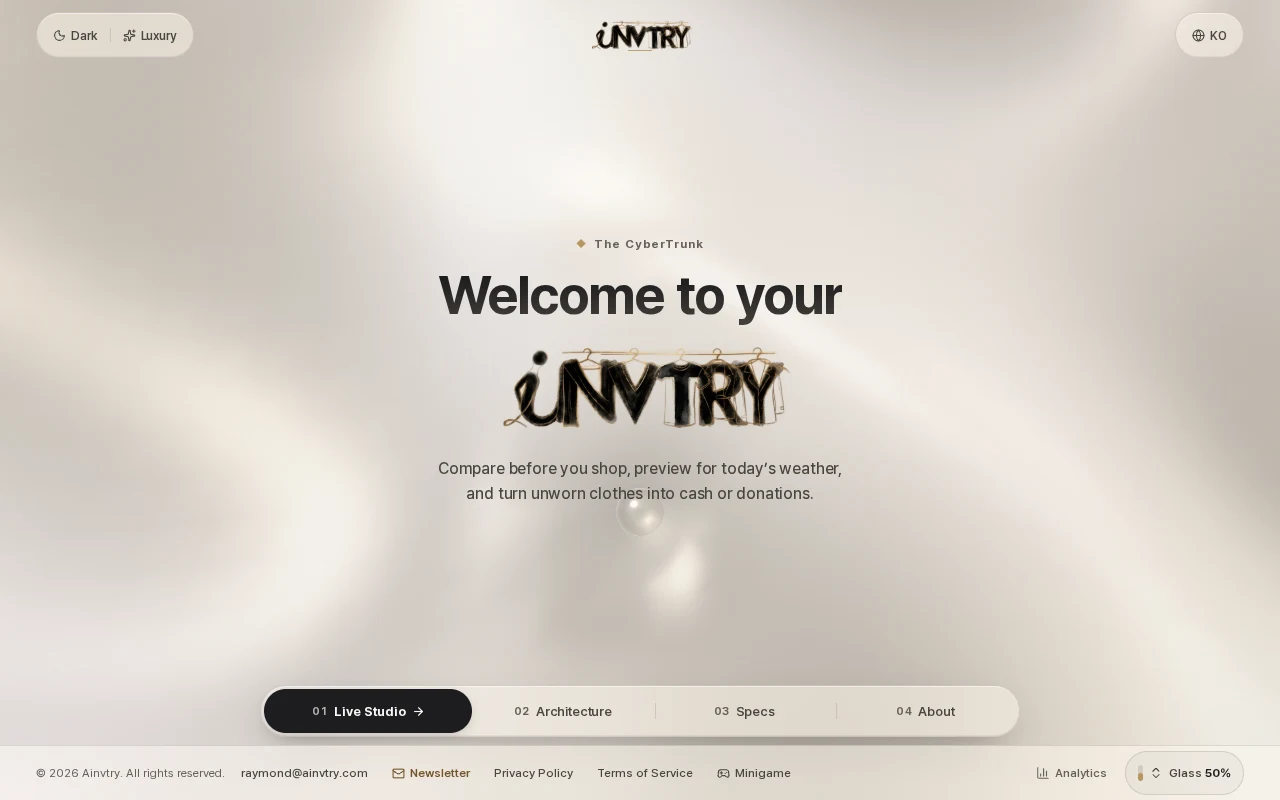 Dark
Luxury
iNVTRY
KO
The CyberTrunk
Welcome to your
iNVTRY
Compare before you shop, preview for today's weather,
and turn unworn clothes into cash or donations.
01 Live Studio →
02 Architecture
03 Specs
04 About
© 2026 Ainvtry. All rights reserved.
raymond@ainvtry.com
Newsletter
Privacy Policy
Terms of Service
Minigame
Analytics
Glass 50%